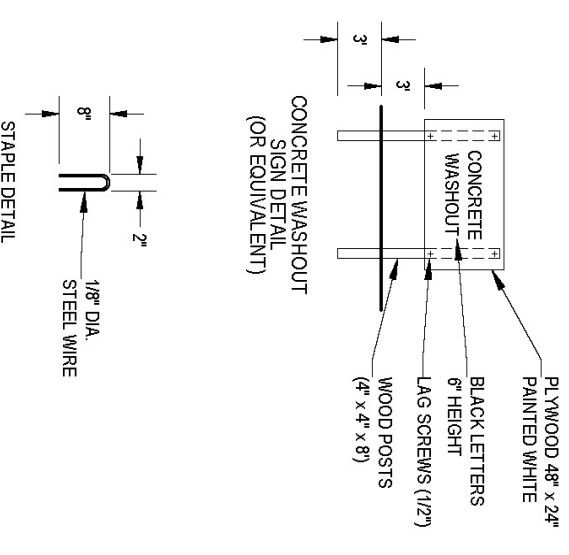 PLYWOOD 48" x 24"
PAINTED WHITE
BLACK LETTERS
6" HEIGHT
LAG SCREWS (1/2")
WOOD POSTS
(4" x 4" x 8')
CONCRETE
WASHOUT
3'
3'
CONCRETE WASHOUT
SIGN DETAIL
(OR EQUIVALENT)
8"
2"
1/8" DIA.
STEEL WIRE
STAPLE DETAIL